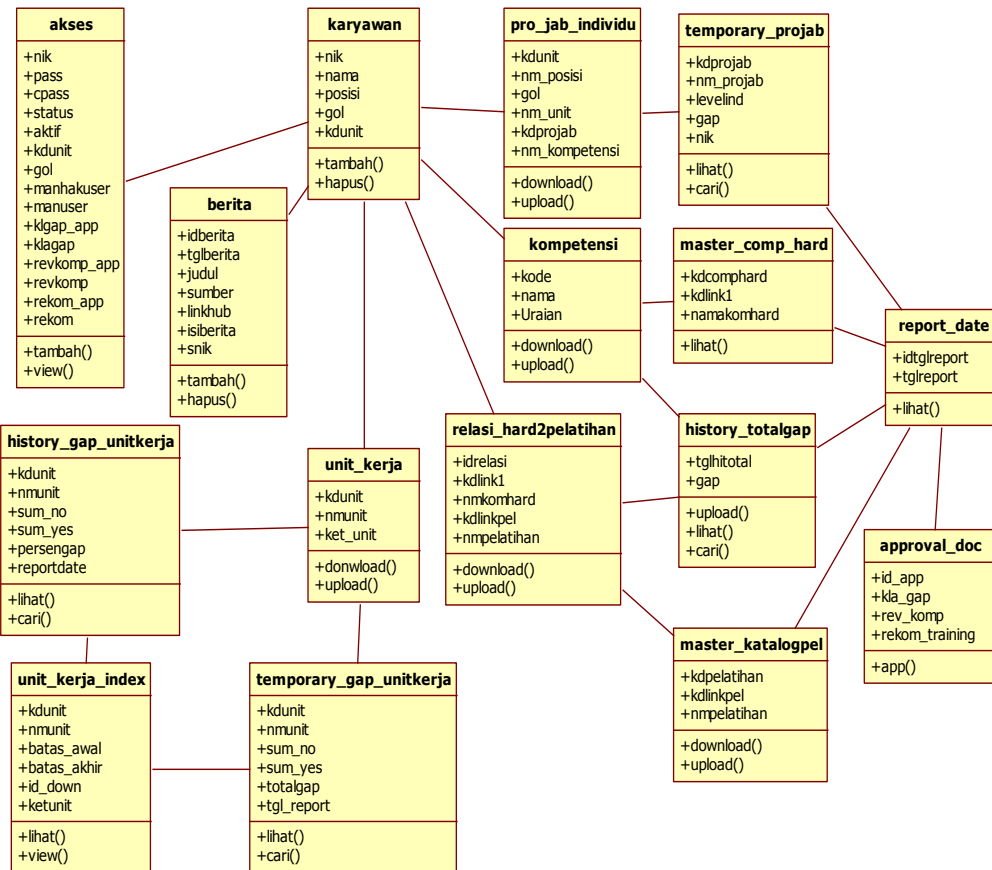 akses
+nik
+pass
+cpass
+status
+aktif
+kdunit
+gol
+manhakuser
+manuser
+klgap_app
+klagap
+revkomp_app
+revkomp
+rekom_app
+rekom
+tambah()
+view()
karyawan
+nik
+nama
+posisi
+gol
+kdunit
+tambah()
+hapus()
pro_jab_individu
+kdunit
+nm_posisi
+gol
+nm_unit
+kdprojab
+nm_kompetensi
+download()
+upload()
temporary_projab
+kdprojab
+nm_projab
+levelind
+gap
+nik
+lihat()
+cari()
berita
+idberita
+tglberita
+judul
+sumber
+linkhub
+isiberita
+snik
+tambah()
+hapus()
kompetensi
+kode
+nama
+Uraian
+download()
+upload()
master_comp_hard
+kdcomphard
+kdlink1
+namakomhard
+lihat()
report_date
+idtglreport
+tglreport
+lihat()
history_gap_unitkerja
+kdunit
+nmunit
+sum_no
+sum_yes
+persengap
+reportdate
+lihat()
+cari()
unit_kerja
+kdunit
+nmunit
+ket_unit
+donwload()
+upload()
relasi_hard2pelatihan
+idrelasi
+kdlink1
+nmkomhard
+kdlinkpel
+nmpelatihan
+download()
+upload()
history_totalgap
+tglhitotal
+gap
+upload()
+lihat()
+cari()
approval_doc
+id_app
+kla_gap
+rev_komp
+rekom_training
+app()
unit_kerja_index
+kdunit
+nmunit
+batas_awal
+batas_akhir
+id_down
+ketunit
+lihat()
+view()
temporary_gap_unitkerja
+kdunit
+nmunit
+sum_no
+sum_yes
+totalgap
+tgl_report
+lihat()
+cari()
master_katalogpel
+kdpelatihan
+kdlinkpel
+nmpelatihan
+download()
+upload()